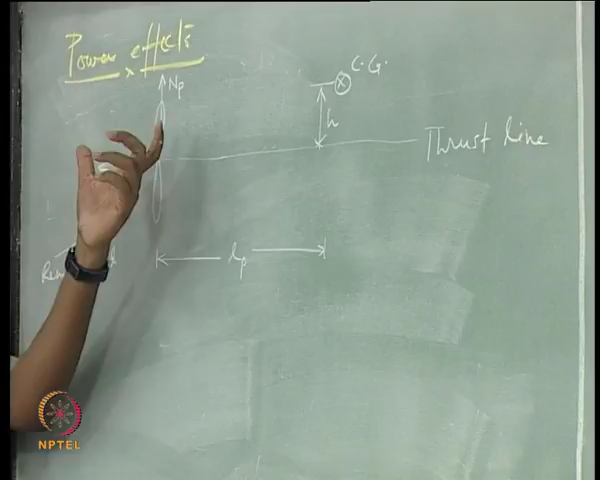 Power effects
Np
C.G.
h
Thrust line
lp
NPTEL